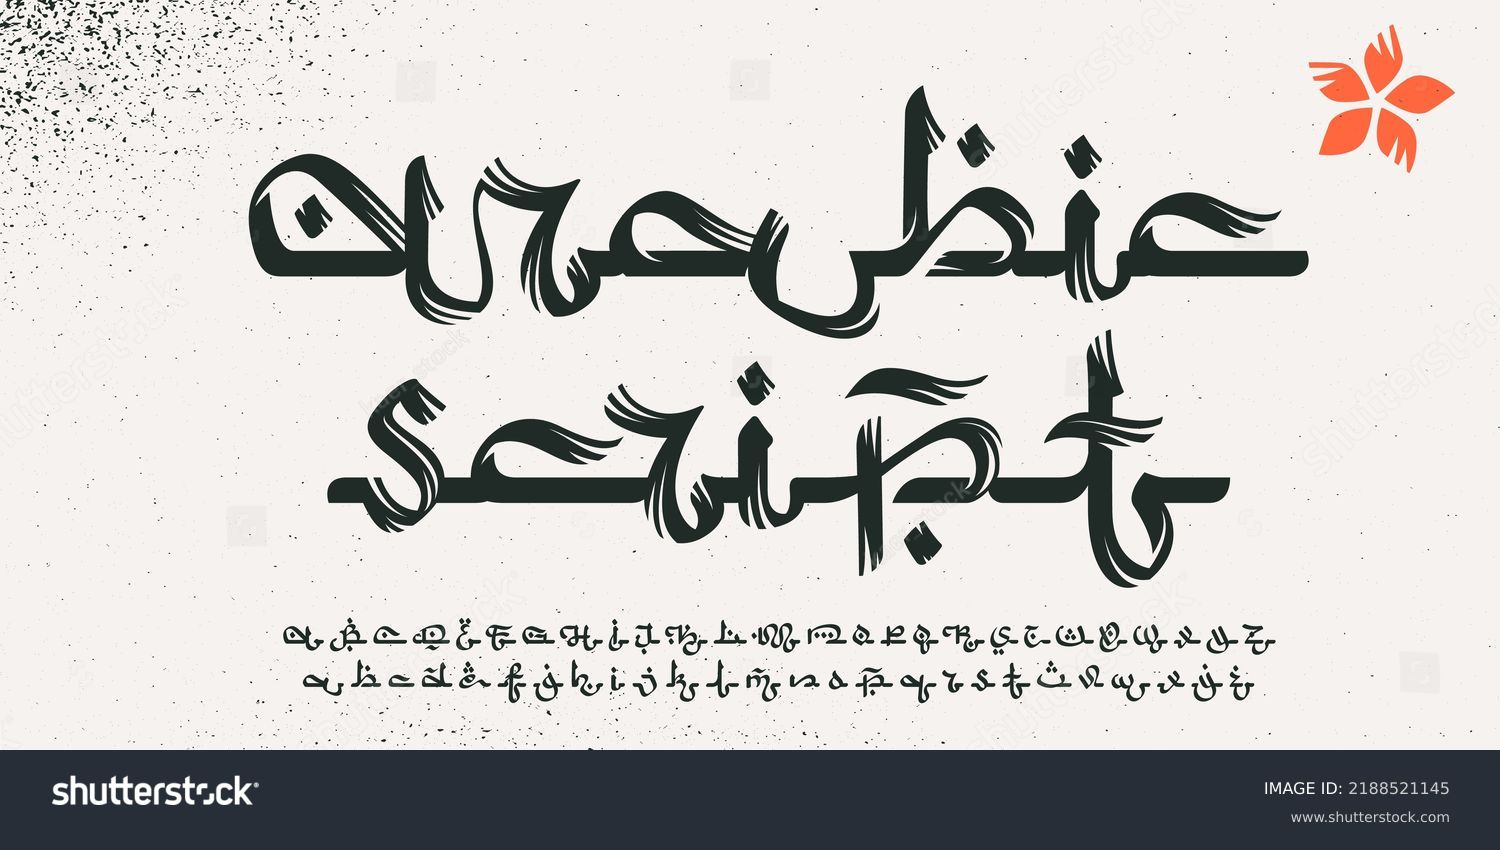 Arabic
script
A B C D E F G H I J K L M N O P Q R S T U V W X Y Z
a b c d e f g h i j k l m n o p q r s t u v w x y z
shutterstock
IMAGE ID: 2188521145
www.shutterstock.com